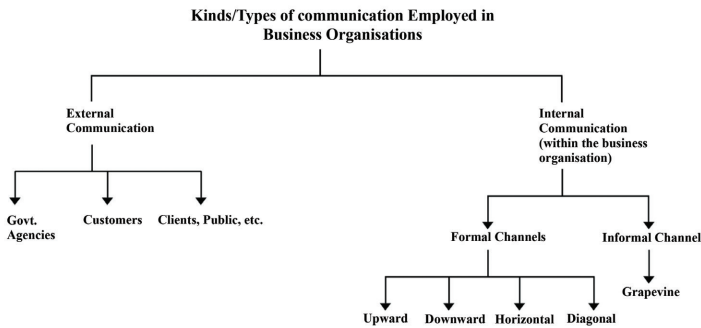 Kinds/Types of communication Employed in
Business Organisations
External
Communication
Internal
Communication
(within the business
organisation)
Govt.
Agencies
Customers
Clients, Public, etc.
Formal Channels
Informal Channel
Grapevine
Upward
Downward
Horizontal
Diagonal